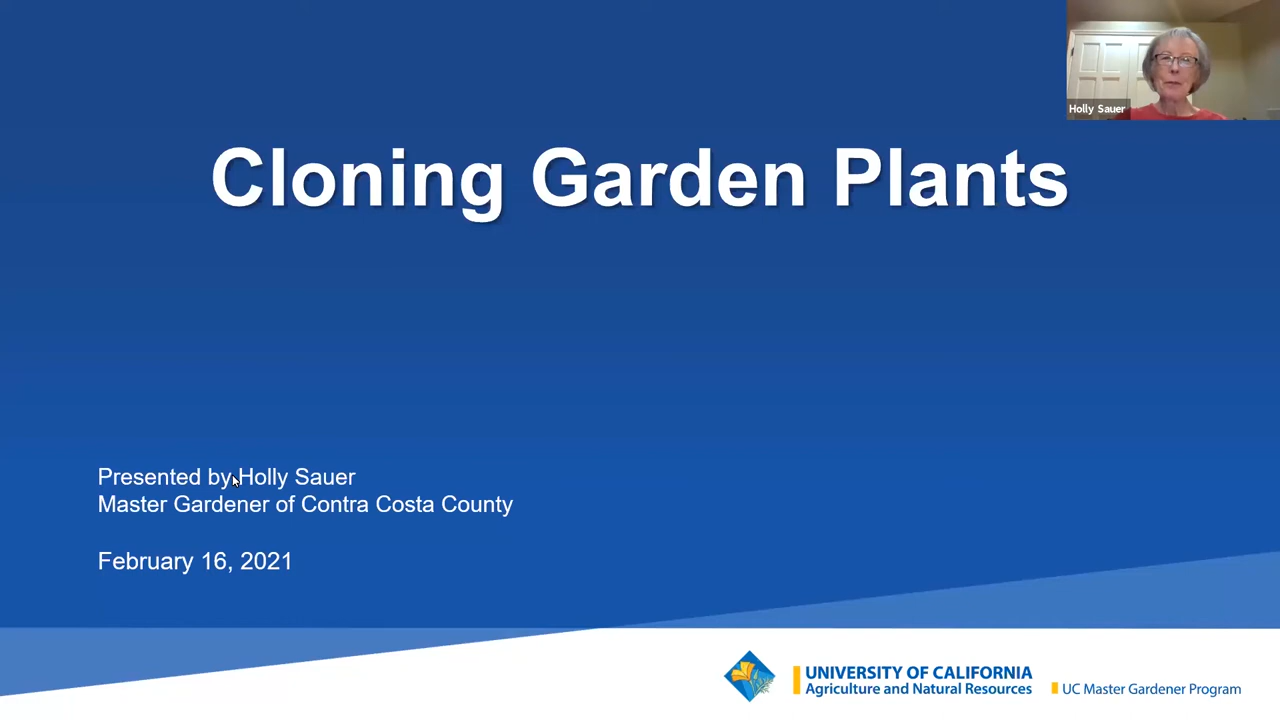 Holly Sauer
Cloning Garden Plants
Presented by Holly Sauer
Master Gardener of Contra Costa County
February 16, 2021
UNIVERSITY OF CALIFORNIA
Agriculture and Natural Resources
UC Master Gardener Program